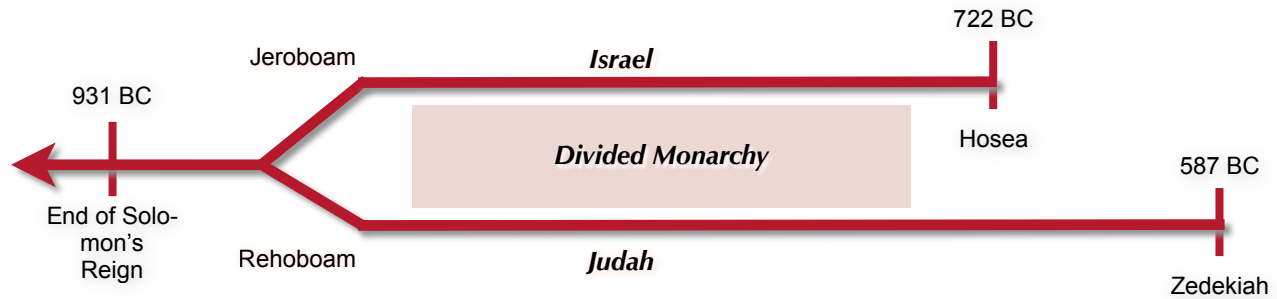 722 BC
Jeroboam
Israel
931 BC
Divided Monarchy
Hosea
587 BC
End of Solo-
mon's
Reign
Rehoboam
Judah
Zedekiah